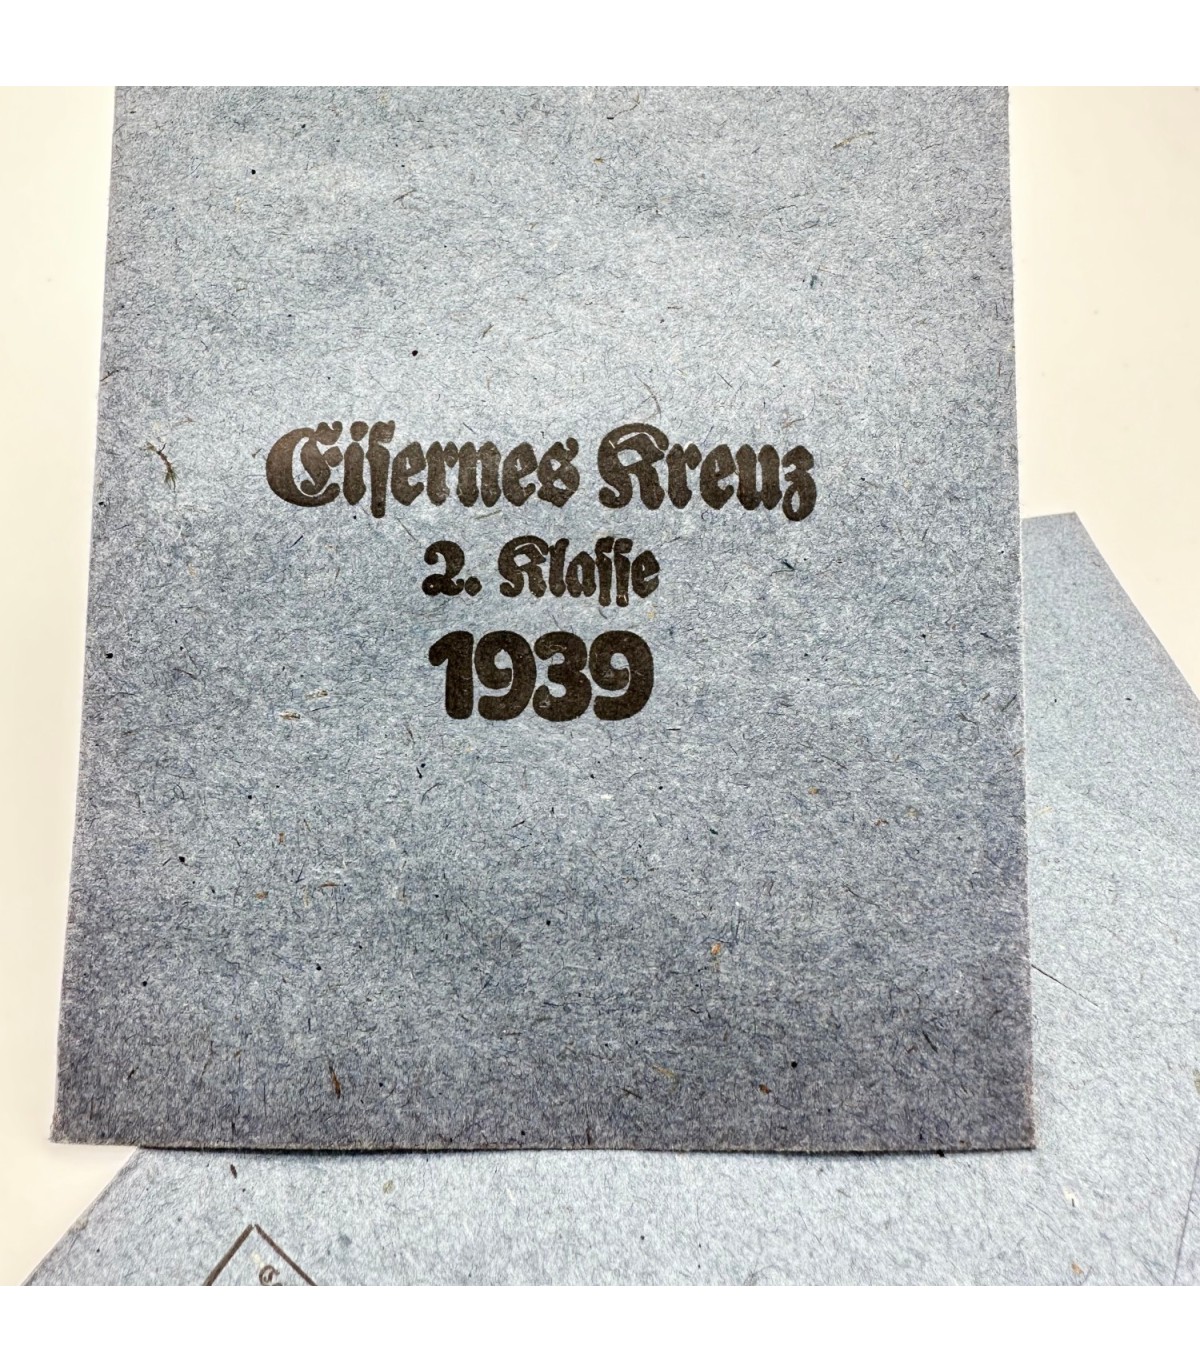 Eiſernes Kreuz
2. Klaſſe
1939